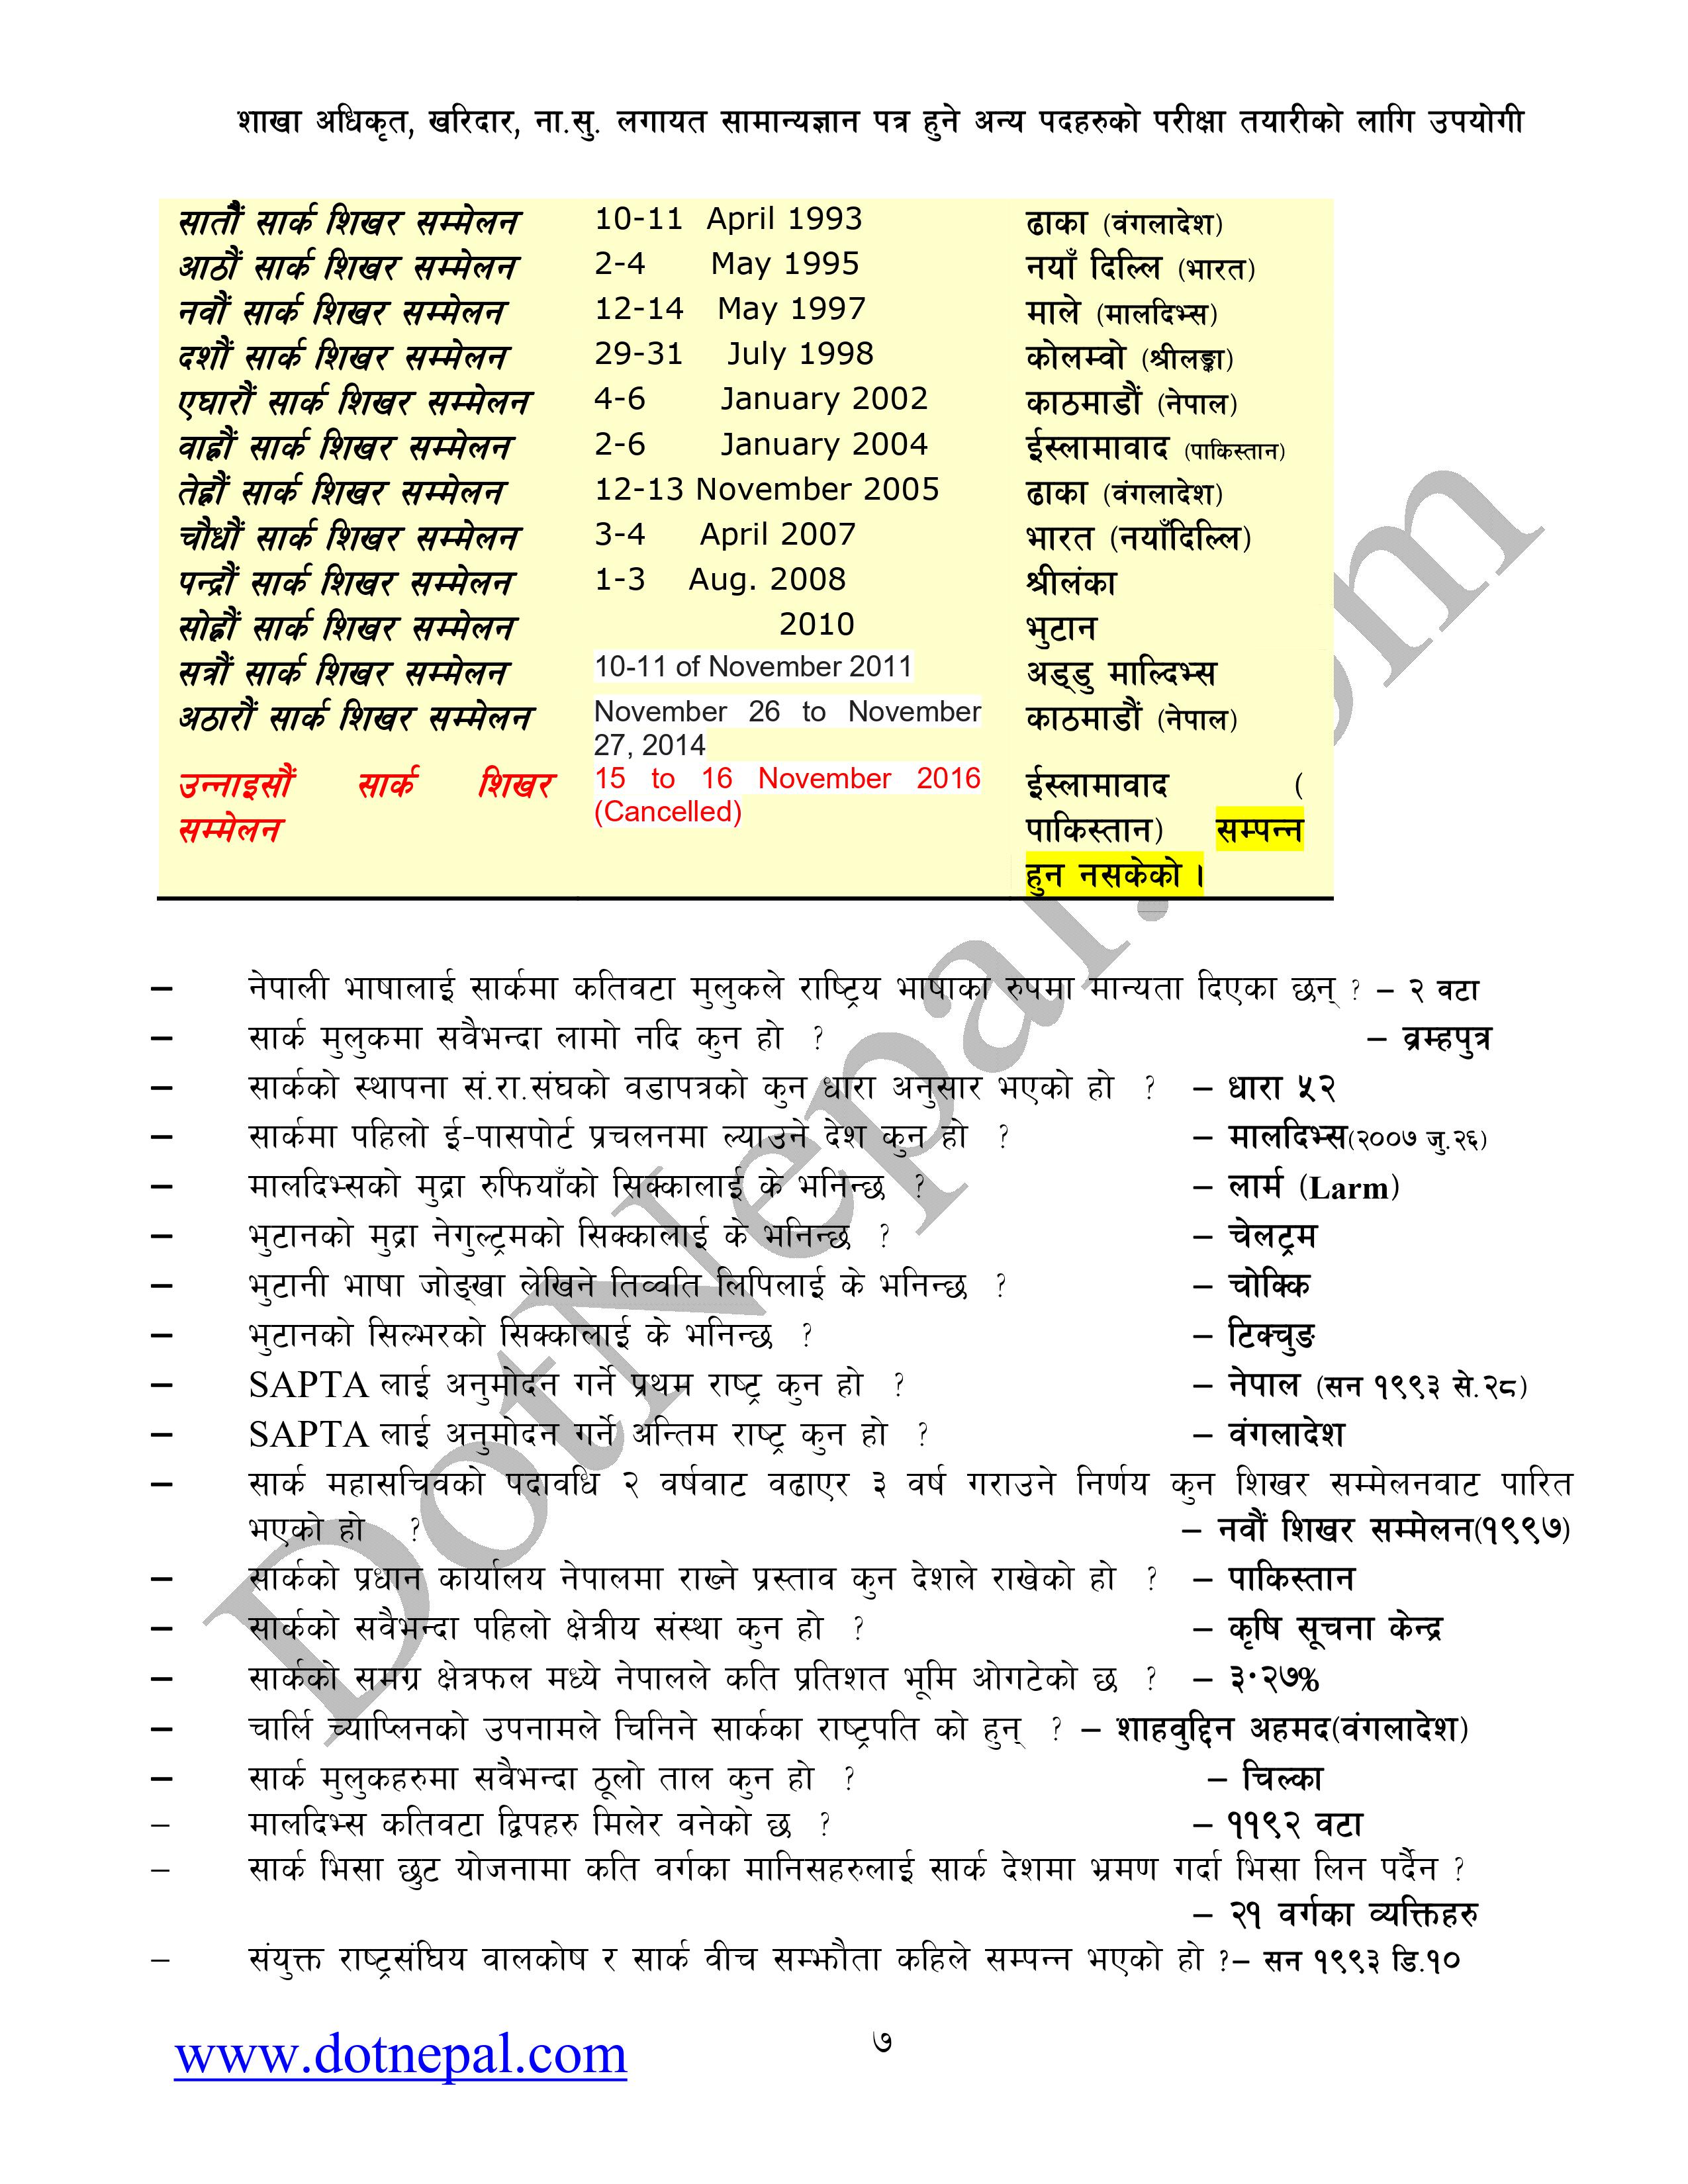 शाखा अधिकृत, खरिदार, ना.सु. लगायत सामान्यज्ञान पत्र हुने अन्य पदहरुको परीक्षा तयारीको लागि उपयोगी
सातौं सार्क शिखर सम्मेलन 10-11 April 1993 ढाका (वंगलादेश)
आठौं सार्क शिखर सम्मेलन 2-4 May 1995 नयाँ दिल्लि (भारत)
नवौं सार्क शिखर सम्मेलन 12-14 May 1997 माले (मालदिभ्स)
दशौं सार्क शिखर सम्मेलन 29-31 July 1998 कोलम्वो (श्रीलङ्का)
एघारौं सार्क शिखर सम्मेलन 4-6 January 2002 काठमाडौं (नेपाल)
वाह्रौं सार्क शिखर सम्मेलन 2-6 January 2004 ईस्लामावाद (पाकिस्तान)
तेह्रौं सार्क शिखर सम्मेलन 12-13 November 2005 ढाका (वंगलादेश)
चौधौं सार्क शिखर सम्मेलन 3-4 April 2007 भारत (नयाँदिल्लि)
पन्द्रौं सार्क शिखर सम्मेलन 1-3 Aug. 2008 श्रीलंका
सोह्रौं सार्क शिखर सम्मेलन 2010 भुटान
सत्रौं सार्क शिखर सम्मेलन 10-11 of November 2011 अड्डु माल्दिभ्स
अठारौं सार्क शिखर सम्मेलन November 26 to November काठमाडौं (नेपाल)
27, 2014
उन्नाइसौं सार्क शिखर 15 to 16 November 2016 ईस्लामावाद (
सम्मेलन (Cancelled) पाकिस्तान) सम्पन्न
हुन नसकेको ।
– नेपाली भाषालाई सार्कमा कतिवटा मुलुकले राष्ट्रिय भाषाका रुपमा मान्यता दिएका छन् ? – २ वटा
– सार्क मुलुकमा सवैभन्दा लामो नदि कुन हो ? – व्रम्हपुत्र
– सार्कको स्थापना सं.रा.संघको वडापत्रको कुन धारा अनुसार भएको हो ? – धारा ५२
– सार्कमा पहिलो ई-पासपोर्ट प्रचलनमा ल्याउने देश कुन हो ? – मालदिभ्स(२००७ जु.२६)
– मालदिभ्सको मुद्रा रुफियाँको सिक्कालाई के भनिन्छ ? – लार्म (Larm)
– भुटानको मुद्रा नेगुल्ट्रमको सिक्कालाई के भनिन्छ ? – चेलट्रम
– भुटानी भाषा जोङ्खा लेखिने तिव्वति लिपिलाई के भनिन्छ ? – चोक्कि
– भुटानको सिल्भरको सिक्कालाई के भनिन्छ ? – टिक्चुङ
– SAPTA लाई अनुमोदन गर्ने प्रथम राष्ट्र कुन हो ? – नेपाल (सन १९९३ से.२८)
– SAPTA लाई अनुमोदन गर्ने अन्तिम राष्ट्र कुन हो ? – वंगलादेश
– सार्क महासचिवको पदावधि २ वर्षवाट वढाएर ३ वर्ष गराउने निर्णय कुन शिखर सम्मेलनवाट पारित
भएको हो ? – नवौं शिखर सम्मेलन(१९९७)
– सार्कको प्रधान कार्यालय नेपालमा राख्ने प्रस्ताव कुन देशले राखेको हो ? – पाकिस्तान
– सार्कको सवैभन्दा पहिलो क्षेत्रीय संस्था कुन हो ? – कृषि सूचना केन्द्र
– सार्कको समग्र क्षेत्रफल मध्ये नेपालले कति प्रतिशत भूमि ओगटेको छ ? – ३·२७%
– चार्लि च्याप्लिनको उपनामले चिनिने सार्कका राष्ट्रपति को हुन् ? – शाहवुद्दिन अहमद(वंगलादेश)
– सार्क मुलुकहरुमा सवैभन्दा ठूलो ताल कुन हो ? – चिल्का
– मालदिभ्स कतिवटा द्विपहरु मिलेर वनेको छ ? – ११९२ वटा
– सार्क भिसा छुट योजनामा कति वर्गका मानिसहरुलाई सार्क देशमा भ्रमण गर्दा भिसा लिन पर्दैन ?
– २१ वर्गका व्यक्तिहरु
– संयुक्त राष्ट्रसंघिय वालकोष र सार्क वीच सम्झौता कहिले सम्पन्न भएको हो ?– सन १९९३ डि.१०
www.dotnepal.com ७
DotNepal.com